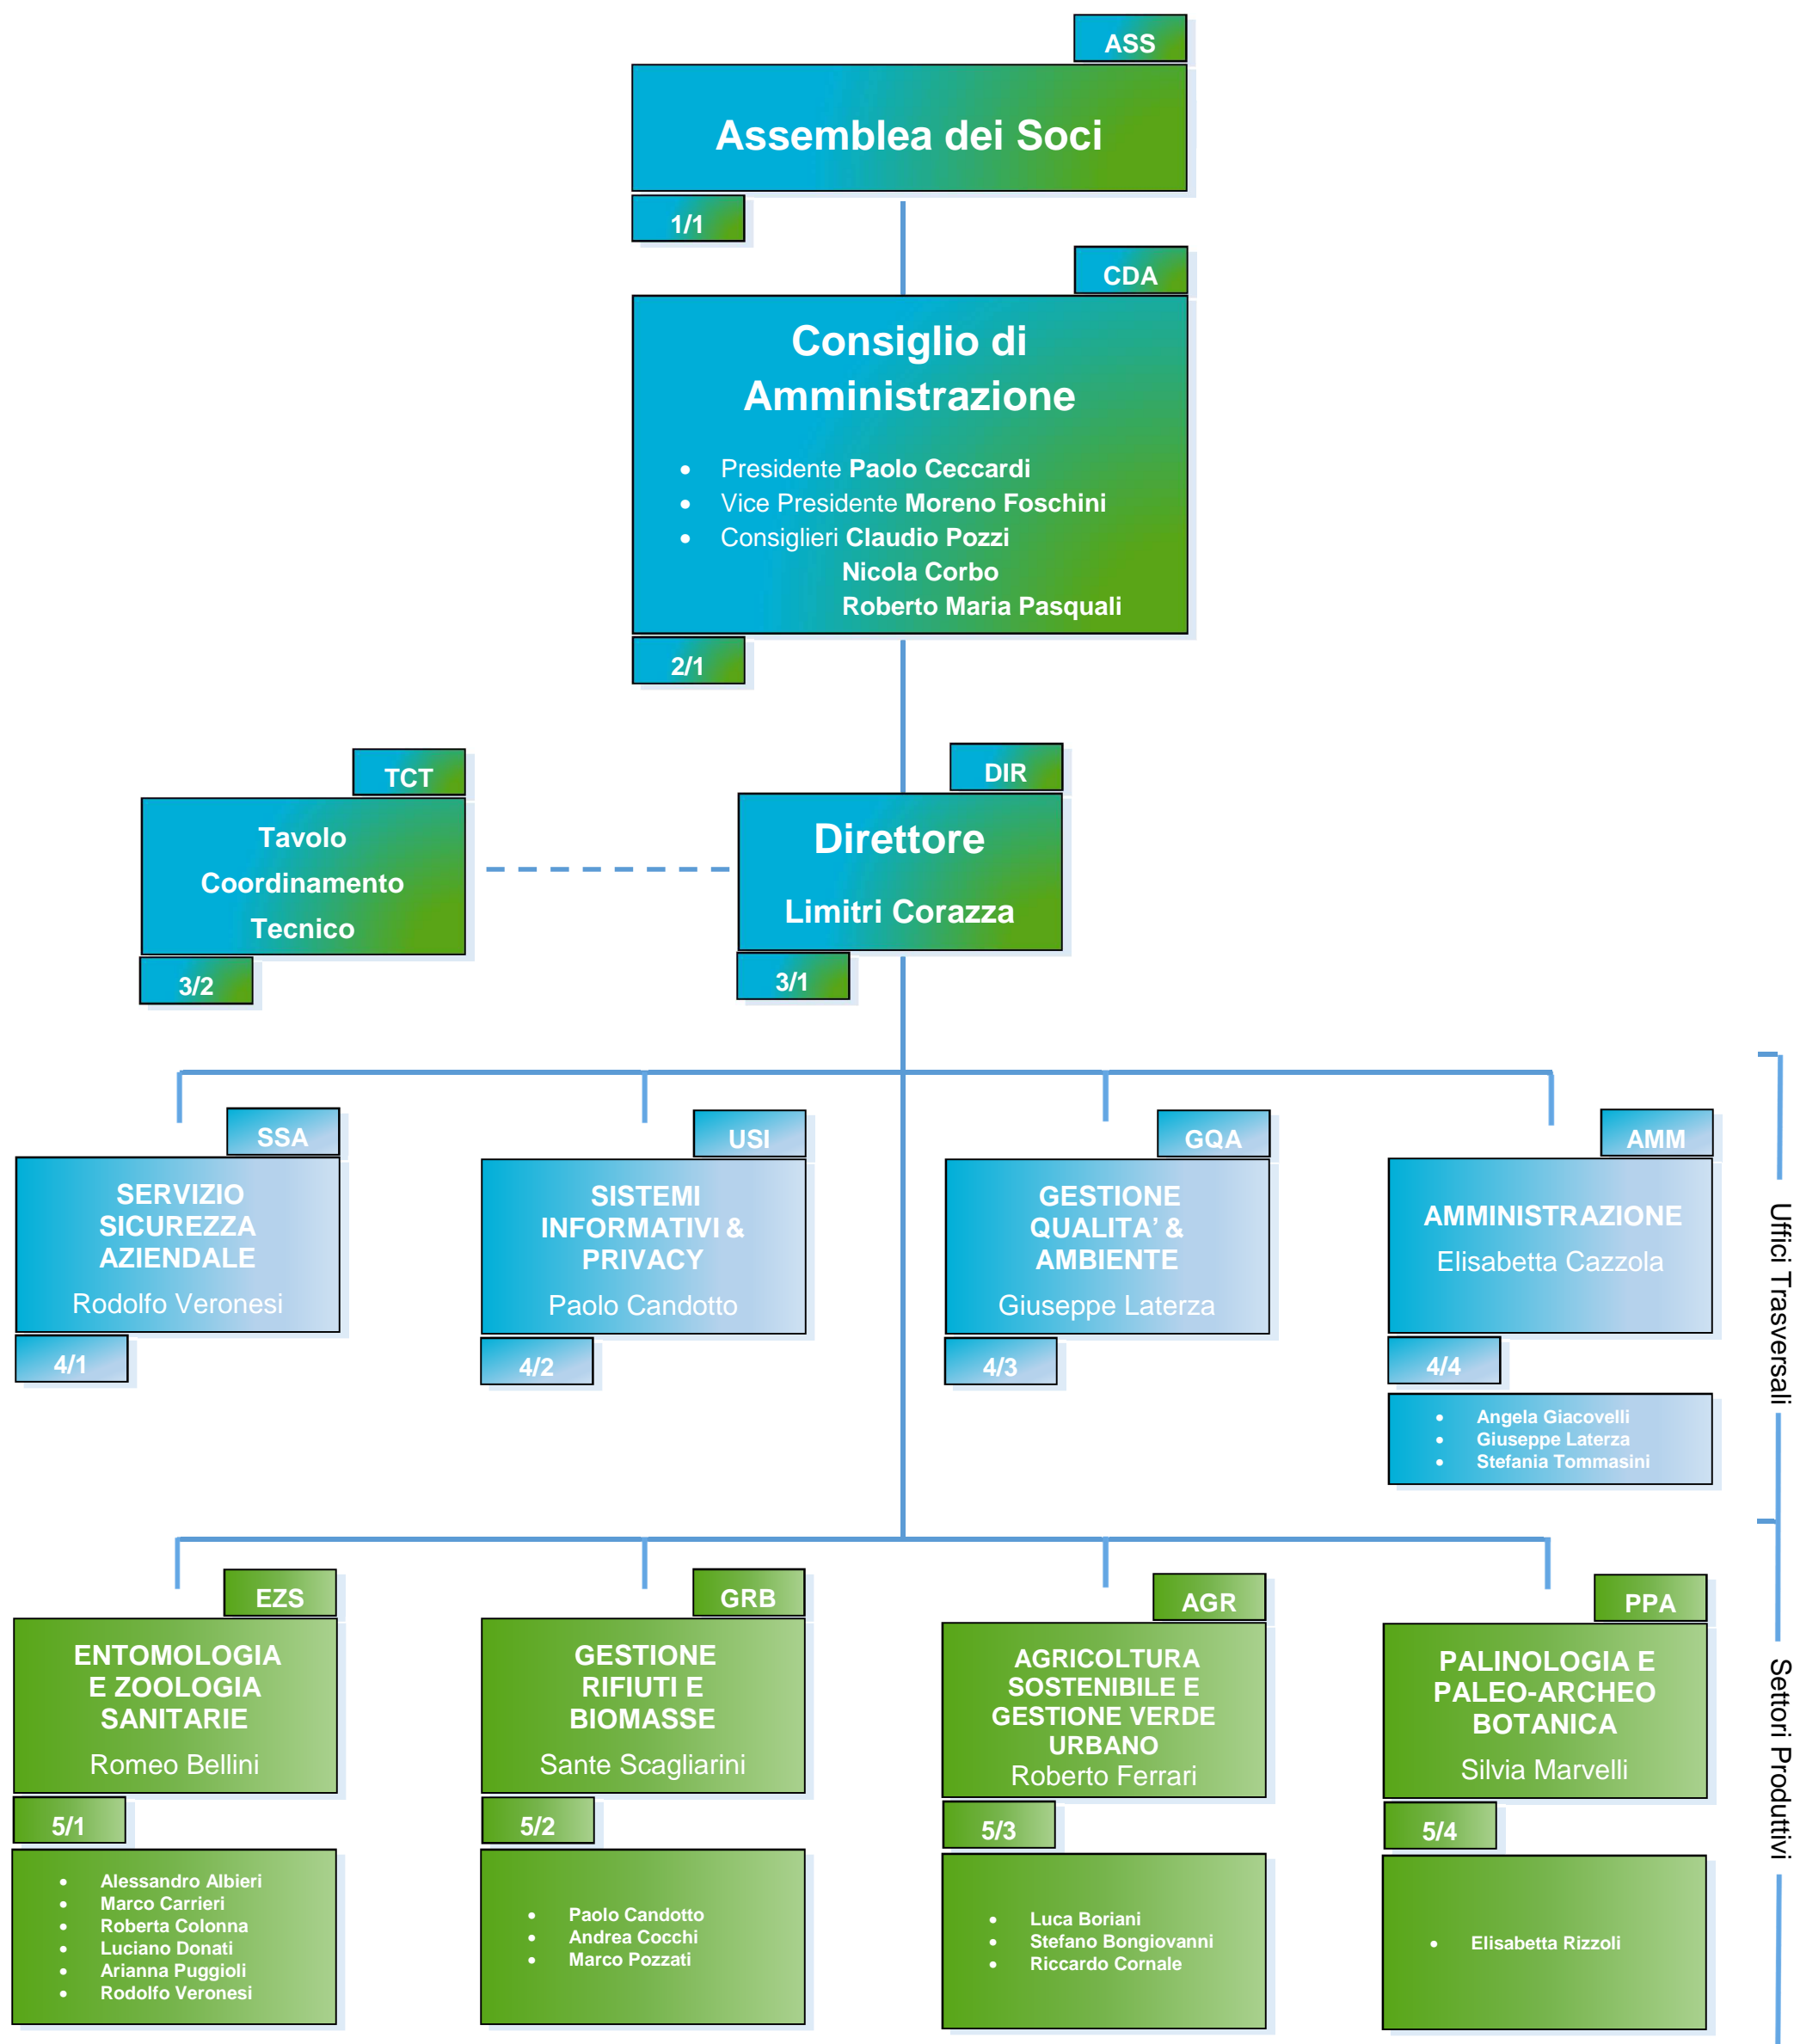 ASS
Assemblea dei Soci
1/1
CDA
Consiglio di
Amministrazione
• Presidente Paolo Ceccardi
• Vice Presidente Moreno Foschini
• Consiglieri Claudio Pozzi
Nicola Corbo
Roberto Maria Pasquali
2/1
TCT
Tavolo
Coordinamento
Tecnico
3/2
DIR
Direttore
Limitri Corazza
3/1
Uffici Trasversali
SSA
SERVIZIO
SICUREZZA
AZIENDALE
Rodolfo Veronesi
4/1
USI
SISTEMI
INFORMATIVI &
PRIVACY
Paolo Candotto
4/2
GQA
GESTIONE
QUALITA’ &
AMBIENTE
Giuseppe Laterza
4/3
AMM
AMMINISTRAZIONE
Elisabetta Cazzola
4/4
• Angela Giacovelli
• Giuseppe Laterza
• Stefania Tommasini
Settori Produttivi
EZS
ENTOMOLOGIA
E ZOOLOGIA
SANITARIE
Romeo Bellini
5/1
• Alessandro Albieri
• Marco Carrieri
• Roberta Colonna
• Luciano Donati
• Arianna Puggioli
• Rodolfo Veronesi
GRB
GESTIONE
RIFIUTI E
BIOMASSE
Sante Scagliarini
5/2
• Paolo Candotto
• Andrea Cocchi
• Marco Pozzati
AGR
AGRICOLTURA
SOSTENIBILE E
GESTIONE VERDE
URBANO
Roberto Ferrari
5/3
• Luca Boriani
• Stefano Bongiovanni
• Riccardo Cornale
PPA
PALINOLOGIA E
PALEO-ARCHEO
BOTANICA
Silvia Marvelli
5/4
• Elisabetta Rizzoli